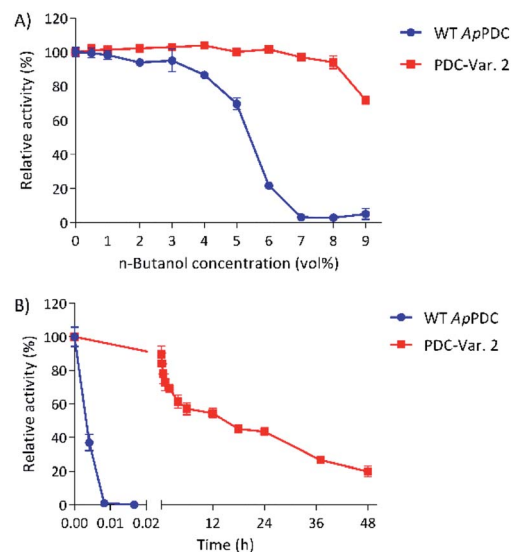 A)
120
100
80
60
40
20
0
Relative activity (%)
0 1 2 3 4 5 6 7 8 9
n-Butanol concentration (vol%)
WT ApPDC
PDC-Var. 2
B)
120
100
80
60
40
20
0
Relative activity (%)
0.00 0.01 0.02 12 24 36 48
Time (h)
WT ApPDC
PDC-Var. 2